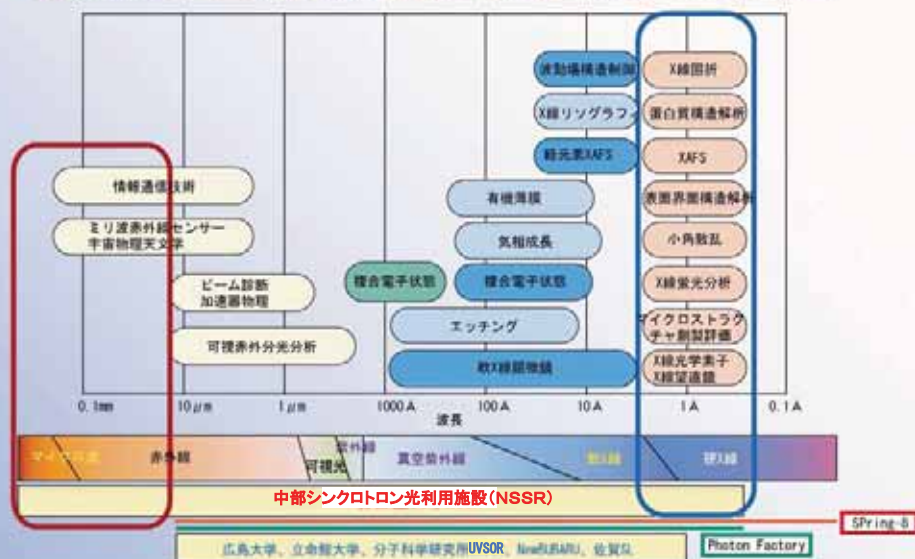 波動場構造制御
X線回折
X線リソグラフィ
蛋白質構造解析
軽元素XAFS
XAFS
情報通信技術
有機薄膜
表面界面構造解析
ミリ波赤外線センサー
宇宙物理天文学
気相成長
小角散乱
ビーム診断
加速器物理
複合電子状態
複合電子状態
X線蛍光分析
可視赤外分光分析
エッチング
マイクロストラク
チャ創製評価
軟X線顕微鏡
X線光学素子
X線望遠鏡
0.1mm
10μm
1μm
1000A
100A
10A
1A
0.1A
波長
マイクロ波
赤外線
可視光
紫外線
真空紫外線
軟X線
硬X線
中部シンクロトロン光利用施設(NSSR)
SPring-8
Photon Factory
広島大学、立命館大学、分子科学研究所UVSOR、NewSUBARU、佐賀SL